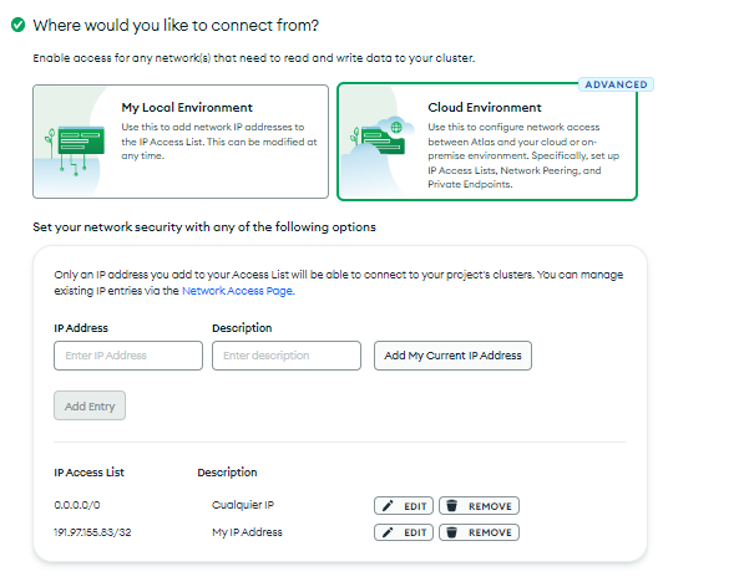 Where would you like to connect from?
Enable access for any network(s) that need to read and write data to your cluster.
ADVANCED
My Local Environment
Use this to add network IP addresses to
the IP Access List. This can be modified at
any time.
Cloud Environment
Use this to configure network access
between Atlas and your cloud or on-
premise environment. Specifically, set up
IP Access Lists, Network Peering, and
Private Endpoints.
Set your network security with any of the following options
Only an IP address you add to your Access List will be able to connect to your project's clusters. You can manage
existing IP entries via the Network Access Page.
IP Address Description
Enter IP Address Enter description Add My Current IP Address
Add Entry
IP Access List Description
0.0.0.0/0 Cualquier IP EDIT REMOVE
191.97.155.83/32 My IP Address EDIT REMOVE